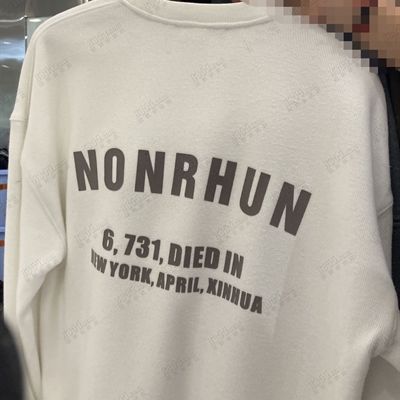 NONRHUN
6, 731, DIED IN
NEW YORK, APRIL, XINHUA